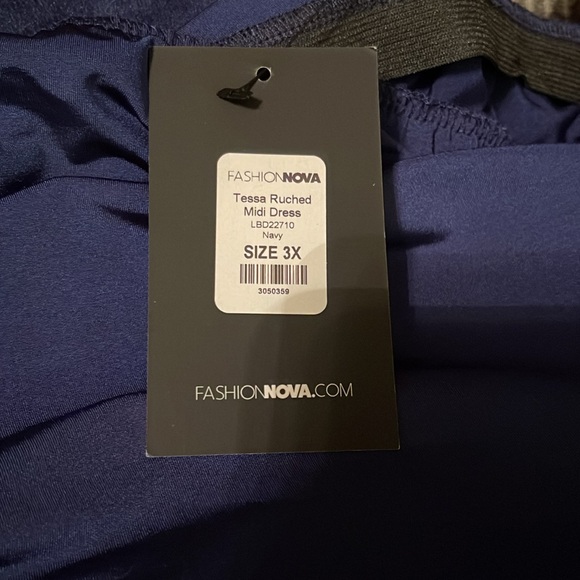 FASHIONNOVA
Tessa Ruched
Midi Dress
LBD22710
Navy
SIZE 3X
3050359
FASHIONNOVA.COM